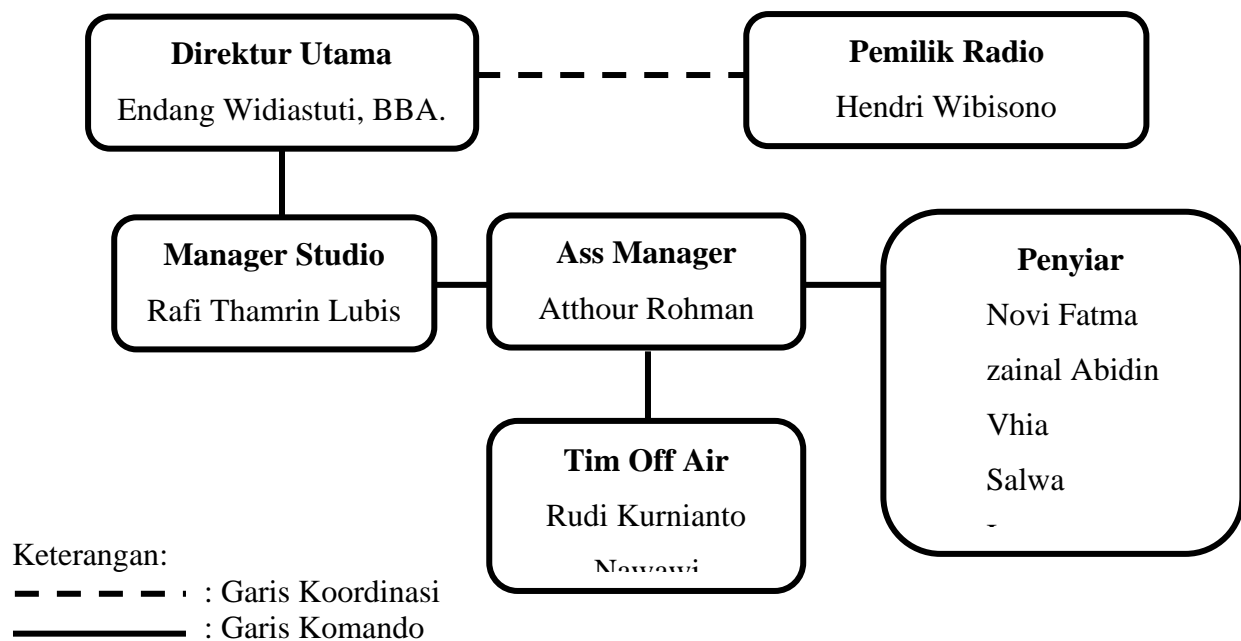 Direktur Utama
Endang Widiastuti, BBA.
Pemilik Radio
Hendri Wibisono
Manager Studio
Rafi Thamrin Lubis
Ass Manager
Atthour Rohman
Penyiar
Novi Fatma
zainal Abidin
Vhia
Salwa
Tim Off Air
Rudi Kurnianto
Nawawi
Keterangan:
: Garis Koordinasi
: Garis Komando